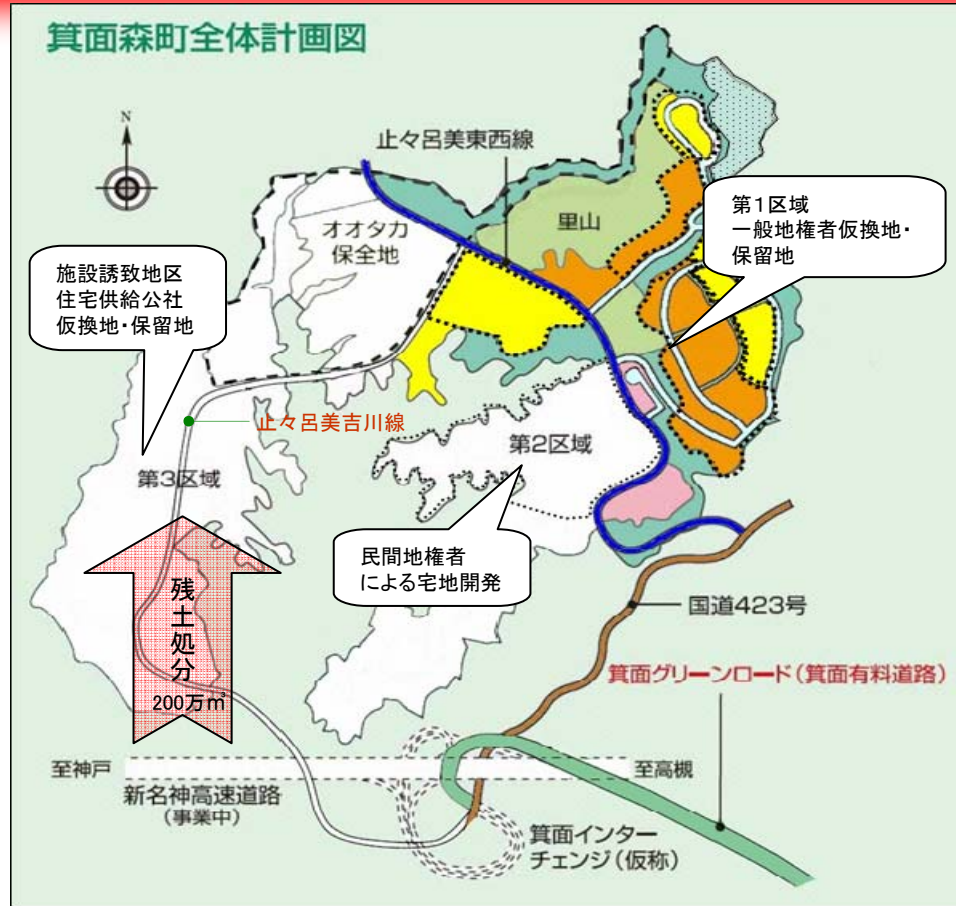 箕面森町全体計画図
N
止々呂美東西線
里山
オオタカ
保全地
第1区域
一般地権者仮換地・
保留地
施設誘致地区
住宅供給公社
仮換地・保留地
止々呂美吉川線
第2区域
第3区域
民間地権者
による宅地開発
残土処分
200万㎥
国道423号
箕面グリーンロード(箕面有料道路)
至神戸
至高槻
新名神高速道路
(事業中)
箕面インター
チェンジ(仮称)